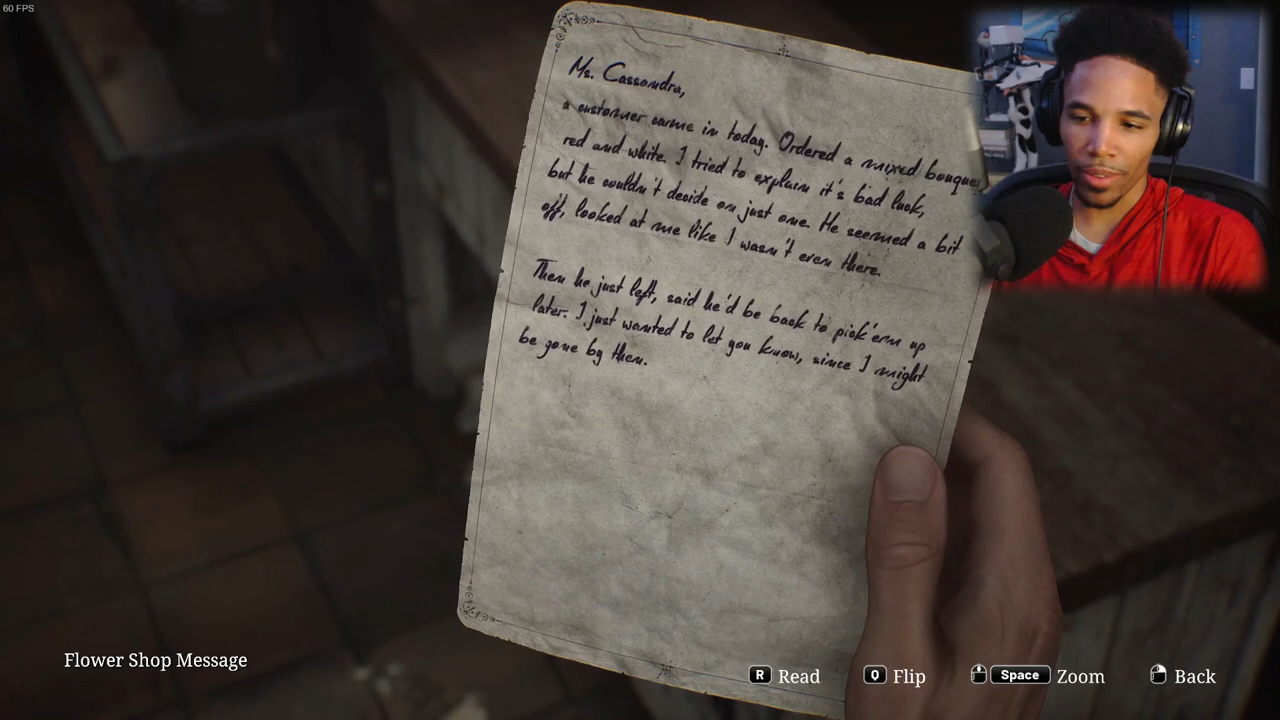 60 FPS
Ms. Cassandra,
a customer came in today. Ordered a mixed bouque
red and white. I tried to explain it's bad luck,
but he couldn't decide on just one. He seemed a bit
off, looked at me like I wasn't even there.
Then he just left, said he'd be back to pick'em up
later. I just wanted to let you know, since I might
be gone by then.
Flower Shop Message
R Read
Q Flip
Space Zoom
Back